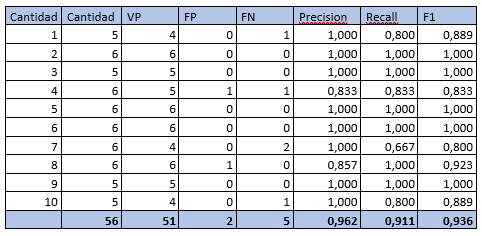 Cantidad Cantidad VP FP FN Precision Recall F1
1 5 4 0 1 1,000 0,800 0,889
2 6 6 0 0 1,000 1,000 1,000
3 5 5 0 0 1,000 1,000 1,000
4 6 5 1 1 0,833 0,833 0,833
5 6 6 0 0 1,000 1,000 1,000
6 6 6 0 0 1,000 1,000 1,000
7 6 4 0 2 1,000 0,667 0,800
8 6 6 1 0 0,857 1,000 0,923
9 5 5 0 0 1,000 1,000 1,000
10 5 4 0 1 1,000 0,800 0,889
56 51 2 5 0,962 0,911 0,936